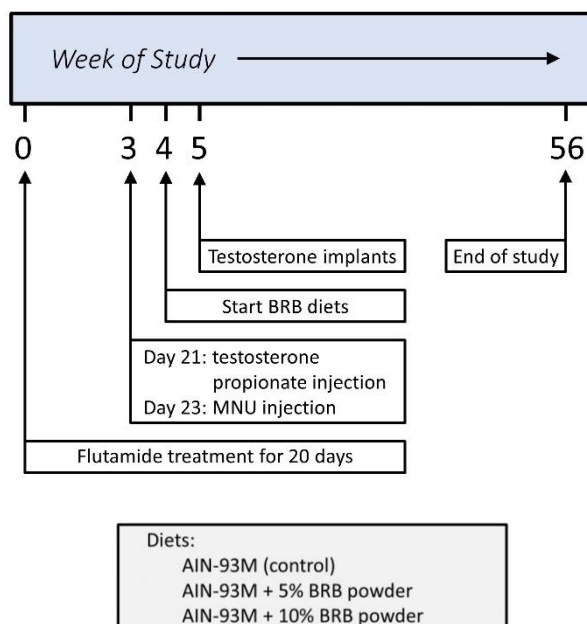 Week of Study
0 3 4 5 56
Testosterone implants
End of study
Start BRB diets
Day 21: testosterone
propionate injection
Day 23: MNU injection
Flutamide treatment for 20 days
Diets:
AIN-93M (control)
AIN-93M + 5% BRB powder
AIN-93M + 10% BRB powder